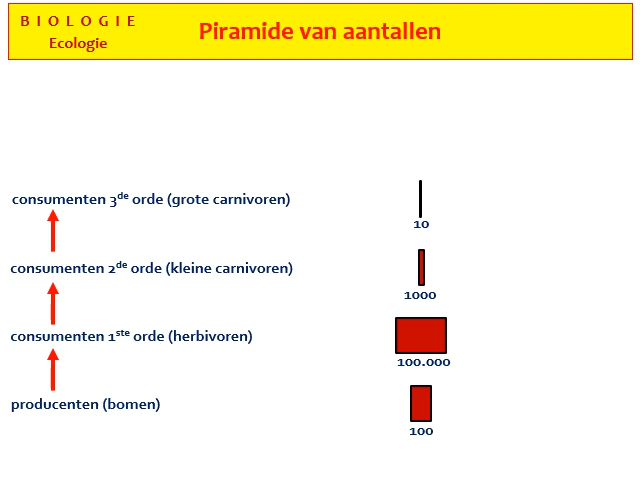 B I O L O G I E
Ecologie
Piramide van aantallen
consumenten 3de orde (grote carnivoren)
10
consumenten 2de orde (kleine carnivoren)
1000
consumenten 1ste orde (herbivoren)
100.000
producenten (bomen)
100